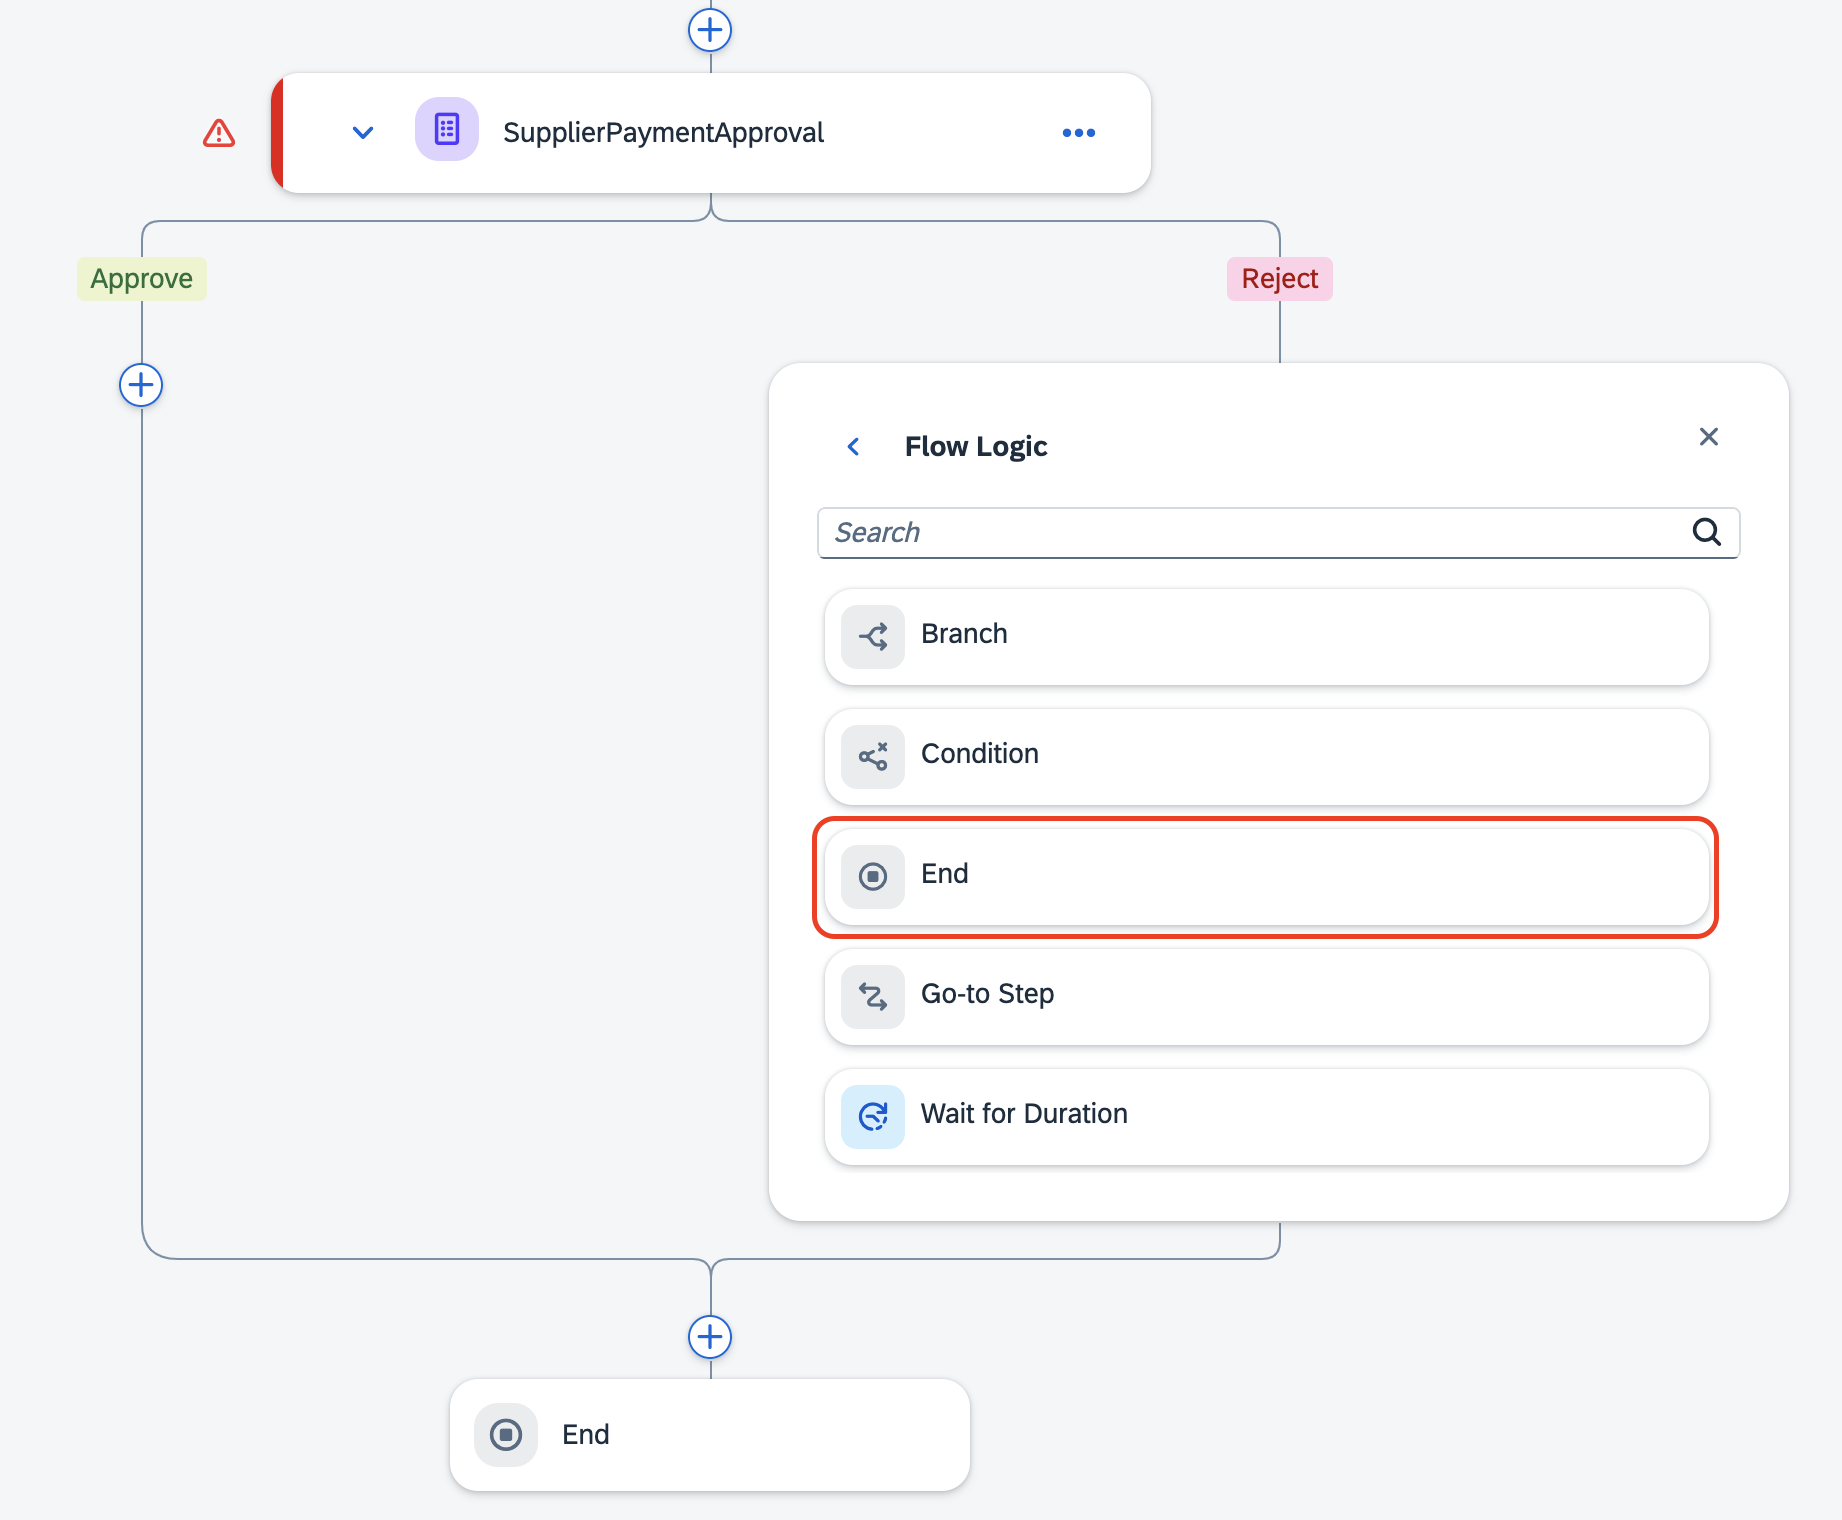 SupplierPaymentApproval
Approve
Reject
Flow Logic
Search
Branch
Condition
End
Go-to Step
Wait for Duration
End